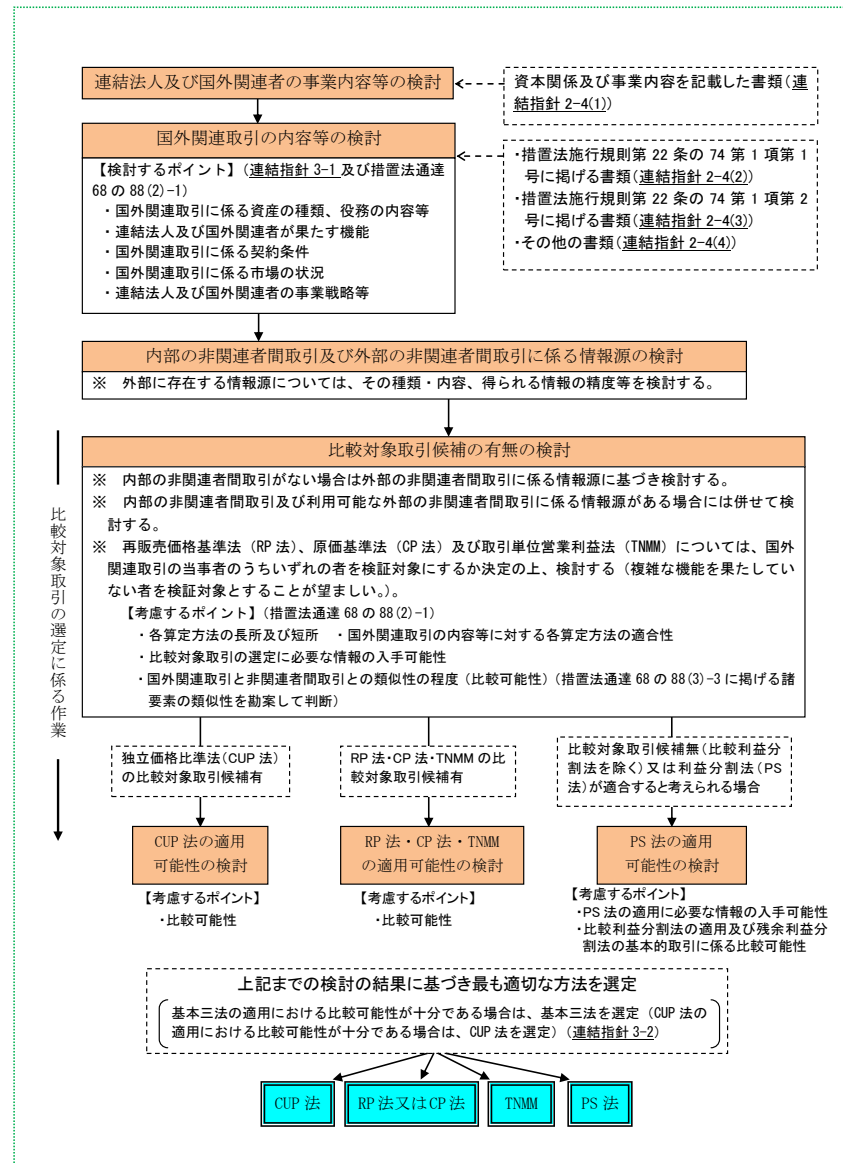 連結法人及び国外関連者の事業内容等の検討
資本関係及び事業内容を記載した書類（連
結指針 2-4(1)）
国外関連取引の内容等の検討
【検討するポイント】（連結指針 3-1 及び措置法通達
68 の 88(2)-1）
・国外関連取引に係る資産の種類、役務の内容等
・連結法人及び国外関連者が果たす機能
・国外関連取引に係る契約条件
・国外関連取引に係る市場の状況
・連結法人及び国外関連者の事業戦略等
・措置法施行規則第 22 条の 74 第 1 項第 1
号に掲げる書類（連結指針 2-4(2)）
・措置法施行規則第 22 条の 74 第 1 項第 2
号に掲げる書類（連結指針 2-4(3)）
・その他の書類（連結指針 2-4(4)）
内部の非関連者間取引及び外部の非関連者間取引に係る情報源の検討
※　外部に存在する情報源については、その種類・内容、得られる情報の精度等を検討する。
比較対象取引の選定に係る作業
比較対象取引候補の有無の検討
※　内部の非関連者間取引がない場合は外部の非関連者間取引に係る情報源に基づき検討する。
※　内部の非関連者間取引及び利用可能な外部の非関連者間取引に係る情報源がある場合には併せて検
討する。
※　再販売価格基準法（RP 法）、原価基準法（CP 法）及び取引単位営業利益法（TNMM）については、国外
関連取引の当事者のうちいずれの者を検証対象にするか決定の上、検討する（複雑な機能を果たしてい
ない者を検証対象とすることが望ましい。）。
【考慮するポイント】（措置法通達 68 の 88(2)-1）
・各算定方法の長所及び短所　・国外関連取引の内容等に対する各算定方法の適合性
・比較対象取引の選定に必要な情報の入手可能性
・国外関連取引と非関連者間取引との類似性の程度（比較可能性）（措置法通達 68 の 88(3)-3 に掲げる諸
要素の類似性を勘案して判断）
独立価格比準法（CUP 法）
の比較対象取引候補有
RP 法・CP 法・TNMM の比
較対象取引候補有
比較対象取引候補無（比較利益分
割法を除く）又は利益分割法（PS
法）が適合すると考えられる場合
CUP 法の適用
可能性の検討
RP 法・CP 法・TNMM
の適用可能性の検討
PS 法の適用
可能性の検討
【考慮するポイント】
・比較可能性
【考慮するポイント】
・比較可能性
【考慮するポイント】
・PS 法の適用に必要な情報の入手可能性
・比較利益分割法の適用及び残余利益分
割法の基本的取引に係る比較可能性
上記までの検討の結果に基づき最も適切な方法を選定
基本三法の適用における比較可能性が十分である場合は、基本三法を選定（CUP 法の
適用における比較可能性が十分である場合は、CUP 法を選定）（連結指針 3-2）
CUP 法
RP 法又は CP 法
TNMM
PS 法